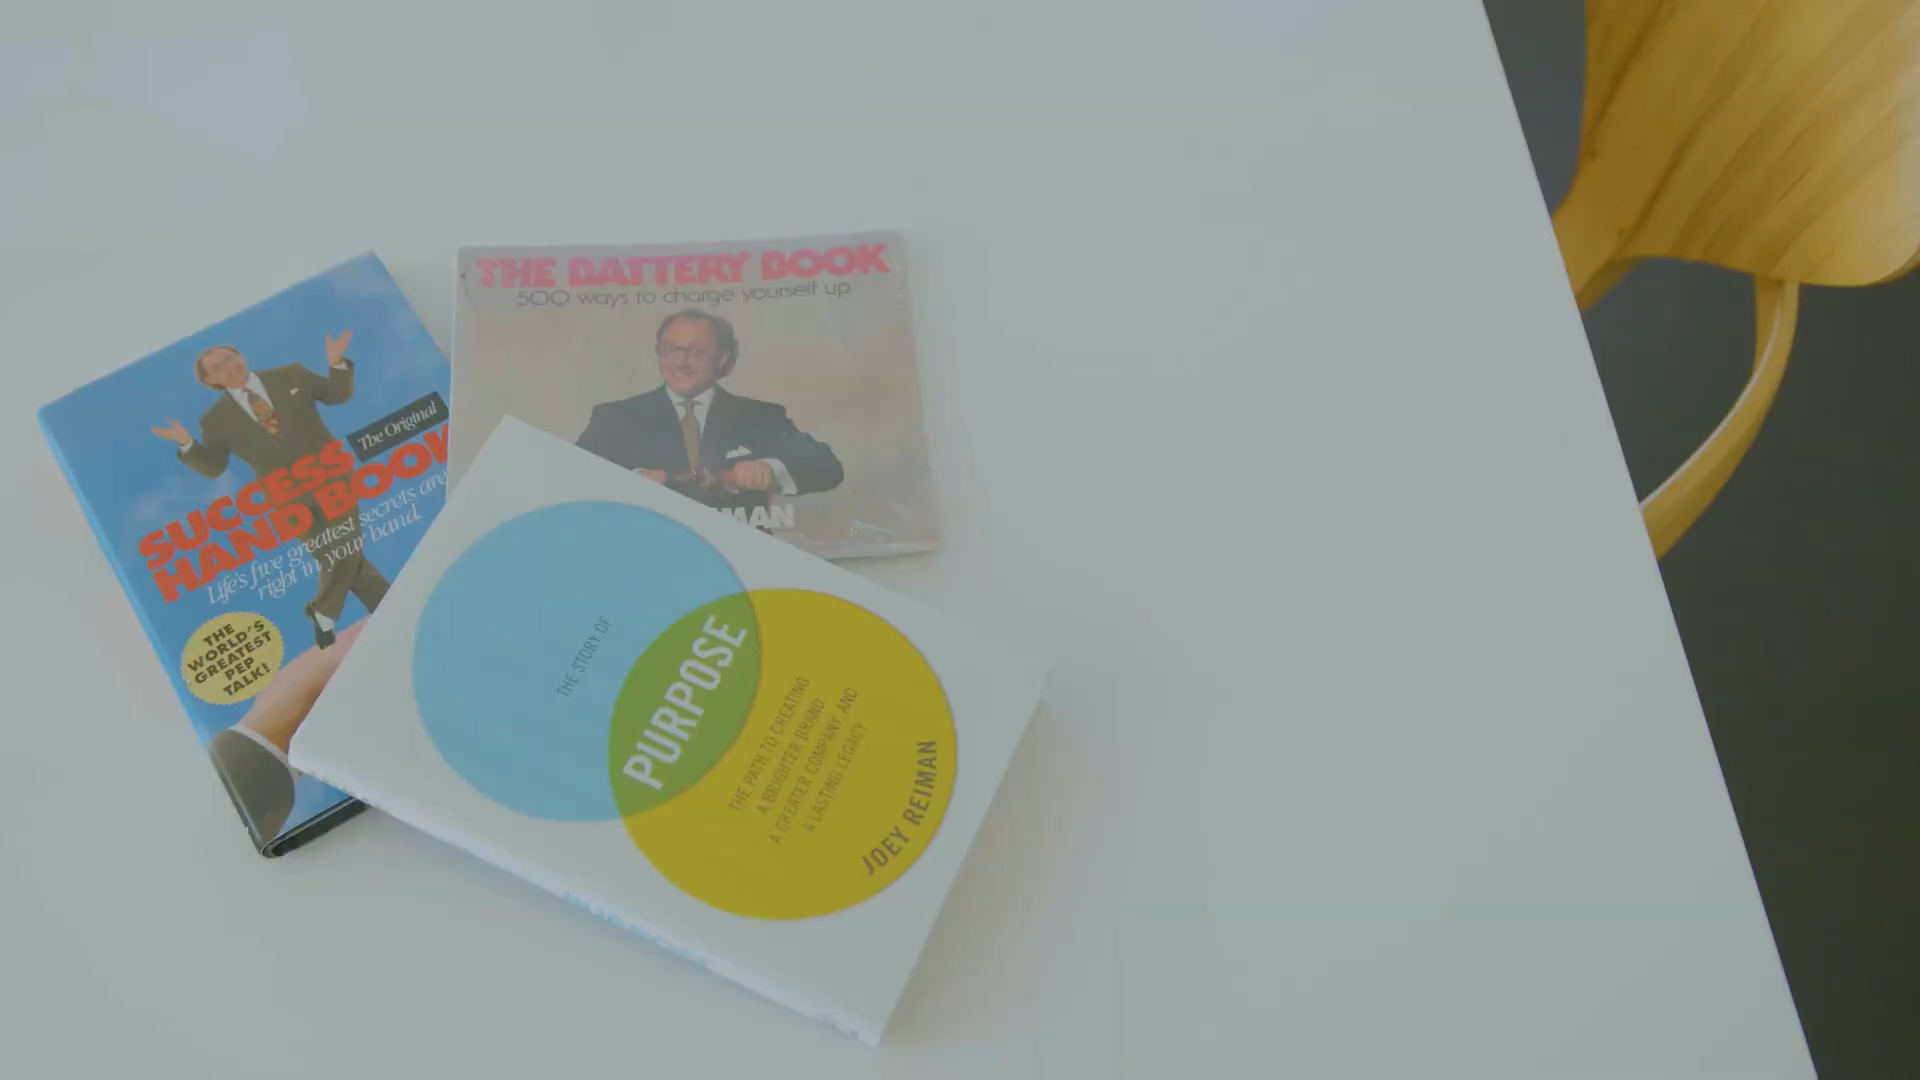 THE BATTERY BOOK
500 ways to charge yourself up
MAN
The Original
SUCCESS
HAND BOOK
Life's five greatest secrets are
right in your hand.
THE
WORLD'S
GREATEST
PEP
TALK!
THE STORY OF
PURPOSE
THE PATH TO CREATING
A BRIGHTER BRAND
A GREATER COMPANY, AND
A LASTING LEGACY
JOEY REIMAN